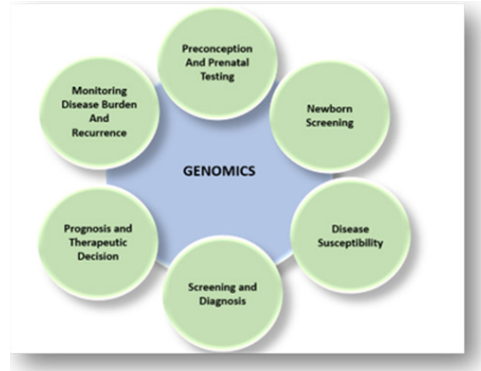 Preconception
And Prenatal
Testing
Monitoring
Disease Burden
And
Recurrence
Newborn
Screening
GENOMICS
Prognosis and
Therapeutic
Decision
Disease
Susceptibility
Screening and
Diagnosis